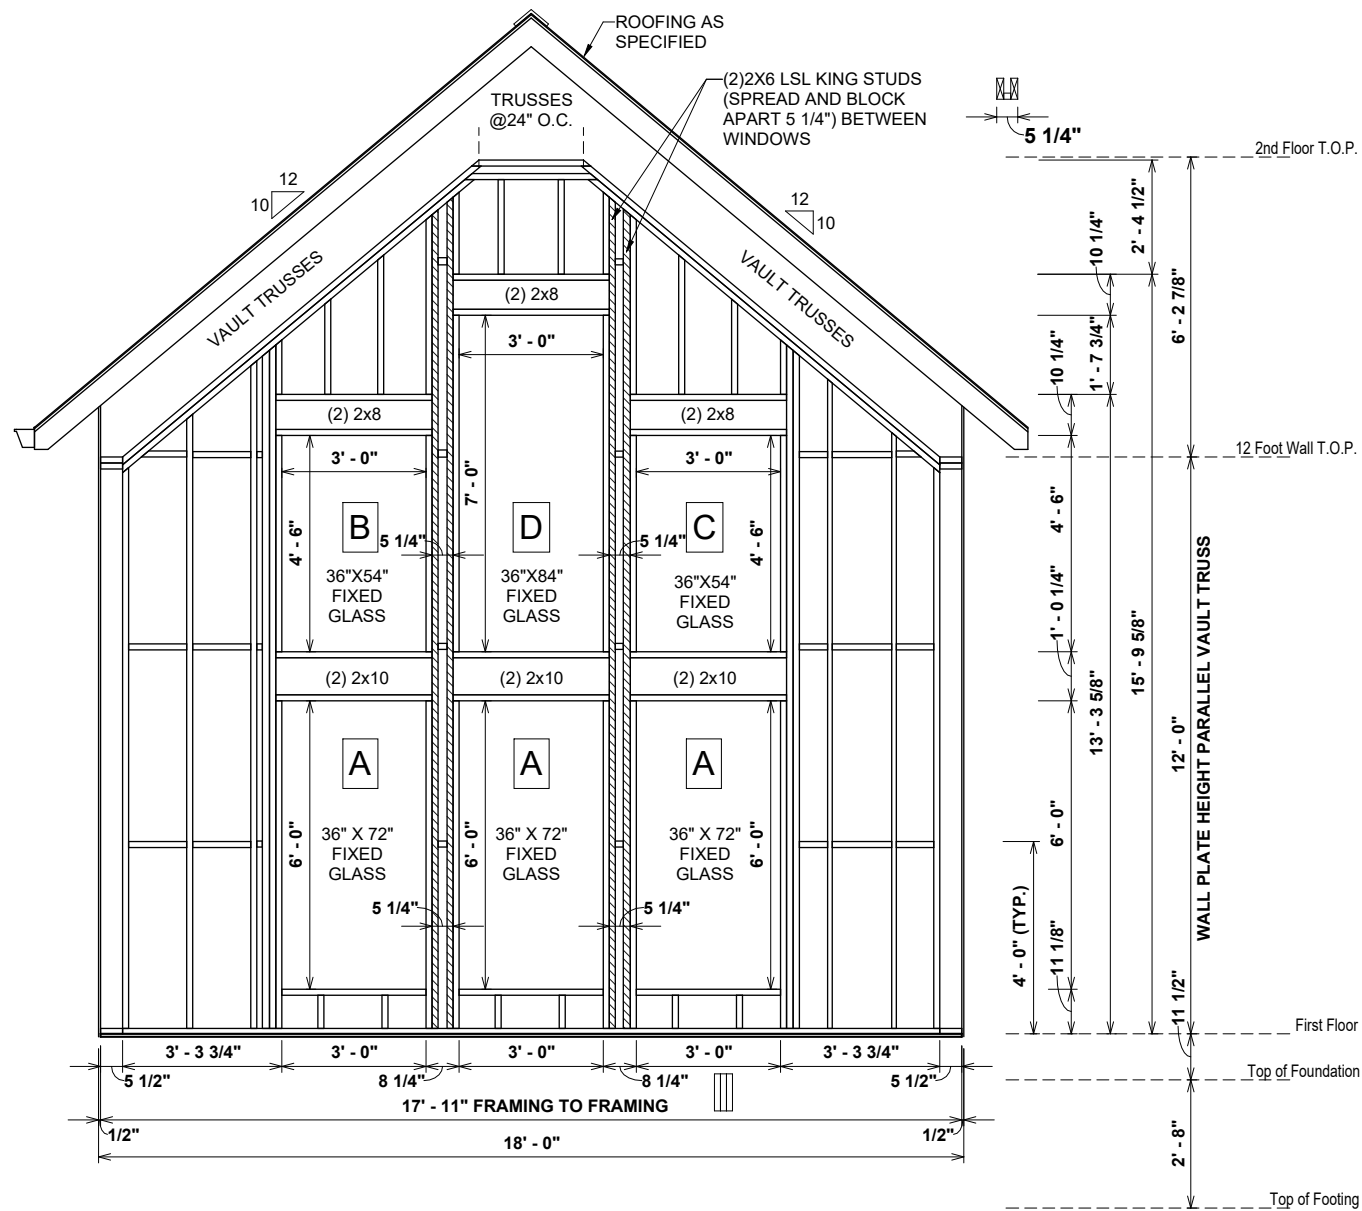 ROOFING AS
SPECIFIED
(2)2X6 LSL KING STUDS
(SPREAD AND BLOCK
APART 5 1/4") BETWEEN
WINDOWS
TRUSSES
@24" O.C.
5 1/4"
2nd Floor T.O.P.
12
10
12
10
VAULT TRUSSES
VAULT TRUSSES
2' - 4 1/2"
10 1/4"
6' - 2 7/8"
(2) 2x8
3' - 0"
1' - 7 3/4"
10 1/4"
(2) 2x8
(2) 2x8
12 Foot Wall T.O.P.
3' - 0"
3' - 0"
7' - 0"
4' - 6"
B
5 1/4"
D
5 1/4"
C
4' - 6"
4' - 6"
36"X54"
FIXED
GLASS
36"X84"
FIXED
GLASS
36"X54"
FIXED
GLASS
1' - 0 1/4"
15' - 9 5/8"
WALL PLATE HEIGHT PARALLEL VAULT TRUSS
(2) 2x10
(2) 2x10
(2) 2x10
13' - 3 5/8"
12' - 0"
A
A
A
6' - 0"
36" X 72"
FIXED
GLASS
6' - 0"
36" X 72"
FIXED
GLASS
36" X 72"
FIXED
GLASS
6' - 0"
6' - 0"
5 1/4"
5 1/4"
4' - 0" (TYP.)
11 1/8"
11 1/2"
First Floor
3' - 3 3/4"
3' - 0"
3' - 0"
3' - 0"
3' - 3 3/4"
5 1/2"
8 1/4"
8 1/4"
5 1/2"
Top of Foundation
17' - 11" FRAMING TO FRAMING
1/2"
1/2"
18' - 0"
2' - 8"
Top of Footing